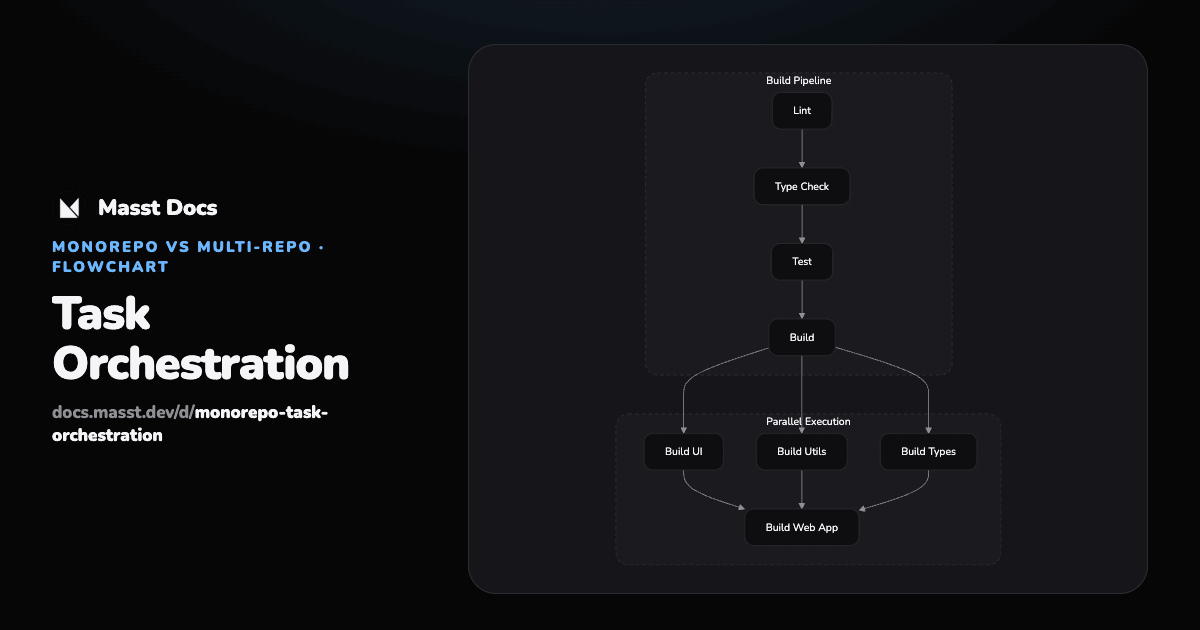 Masst Docs
MONOREPO VS MULTI-REPO ·
FLOWCHART
Task
Orchestration
docs.masst.dev/d/monorepo-task-
orchestration
Build Pipeline
Lint
Type Check
Test
Build
Parallel Execution
Build UI
Build Utils
Build Types
Build Web App